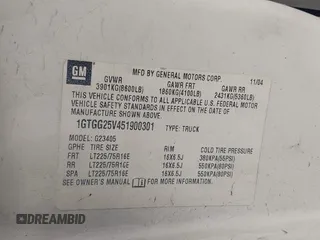 GM
MFD BY GENERAL MOTORS CORP.
11/04
GVWR GAWR FRT GAWR RR
3901KG(8600LB) 1860KG(4100LB) 2431KG(5360LB)
THIS VEHICLE CONFORMS TO ALL APPLICABLE U.S. FEDERAL
MOTOR VEHICLE SAFETY STANDARDS IN EFFECT ON THE DATE
OF MANUFACTURE SHOWN ABOVE.
1GTGG25V451900301 TYPE: TRUCK
MODEL: G23405
GPC TIRE SIZE RIM COLD TIRE PRESSURE
FRT LT225/75R16E 16X6.5J 380KPA(55PSI)
RR LT225/75R16E 16X6.5J 550KPA(80PSI)
SPA LT225/75R16E 16X6.5J 550KPA(80PSI)
SEE OWNER'S MANUAL FOR MORE INFORMATION
DREAMBID